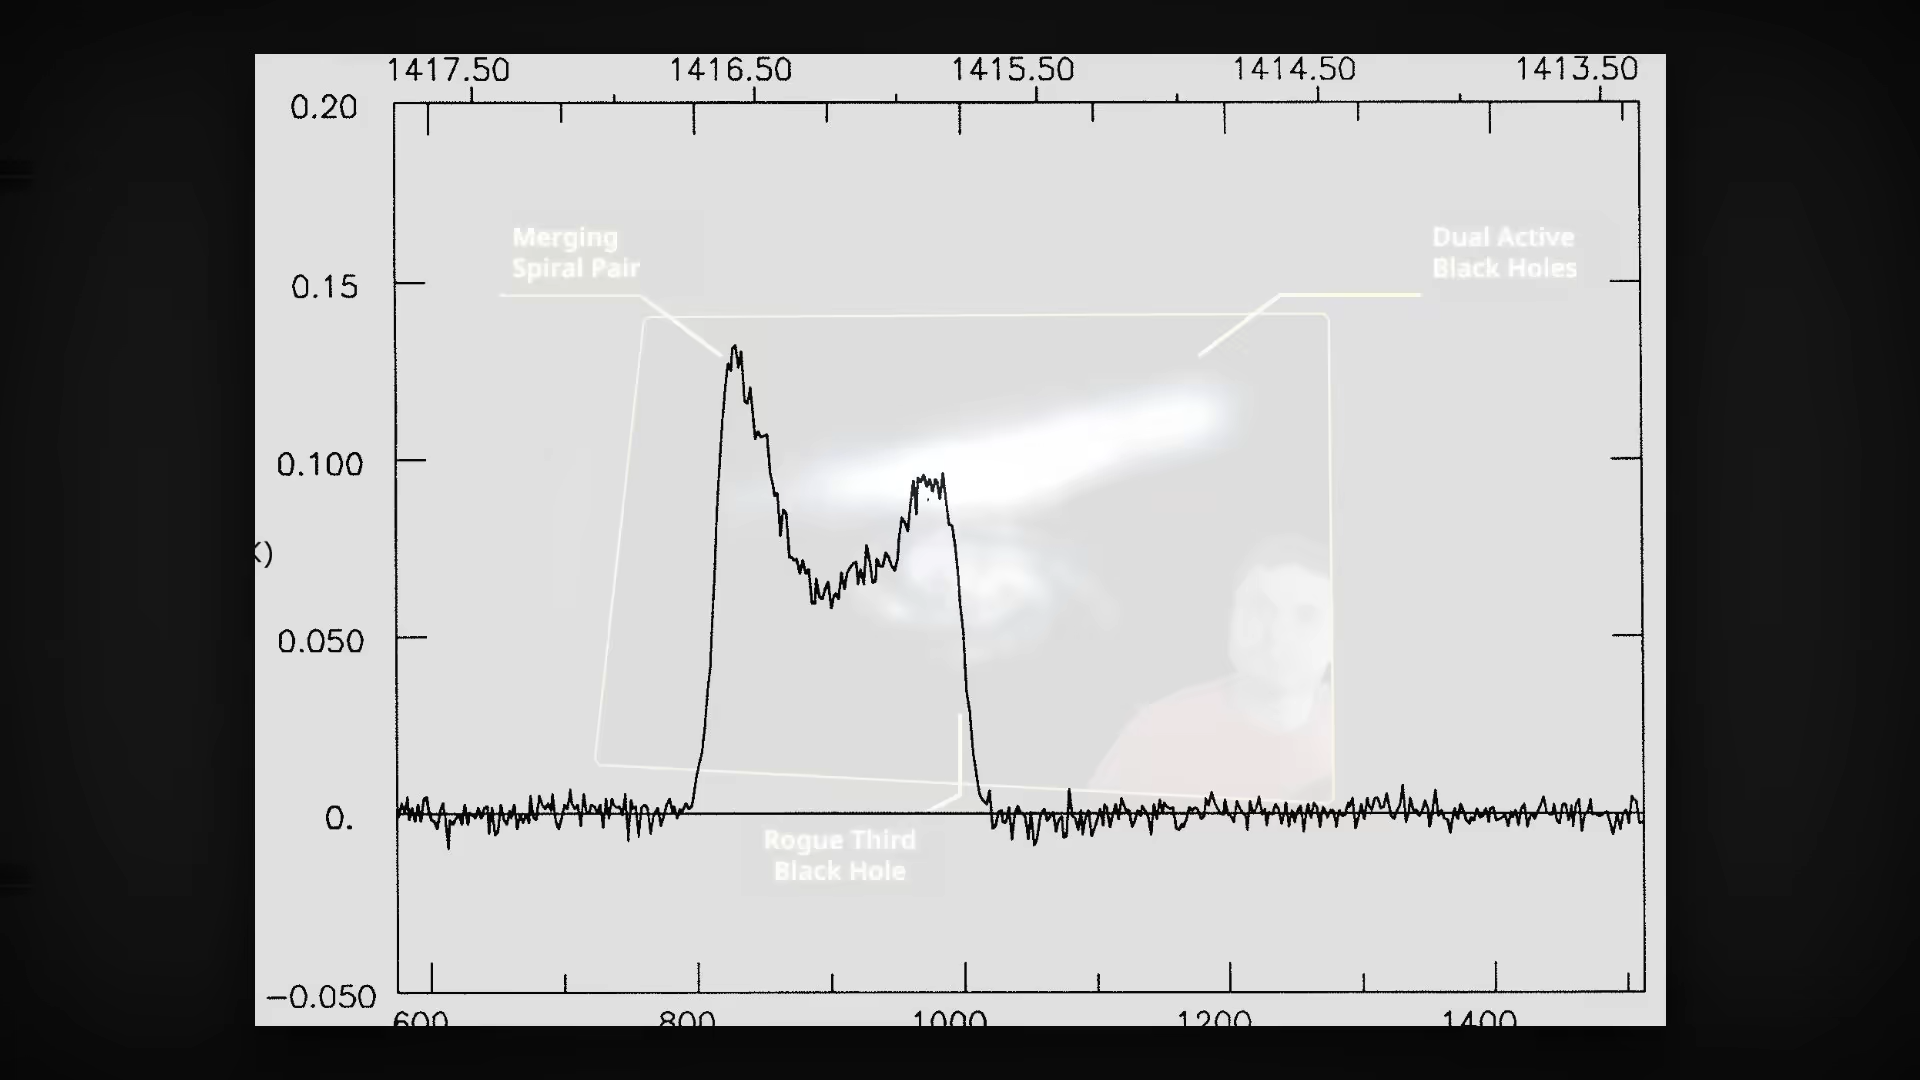 1417.50 1416.50 1415.50 1414.50 1413.50
0.20
Merging
Spiral Pair
Dual Active
Black Holes
0.15
0.100
K)
0.050
0.
Rogue Third
Black Hole
-0.050
600 800 1000 1200 1400